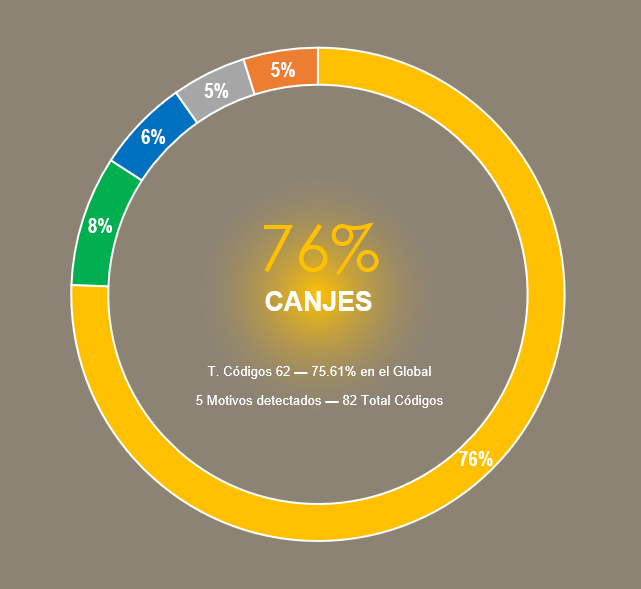 5%
5%
6%
8%
76%
CANJES
T. Códigos 62 — 75.61% en el Global
5 Motivos detectados — 82 Total Códigos
76%